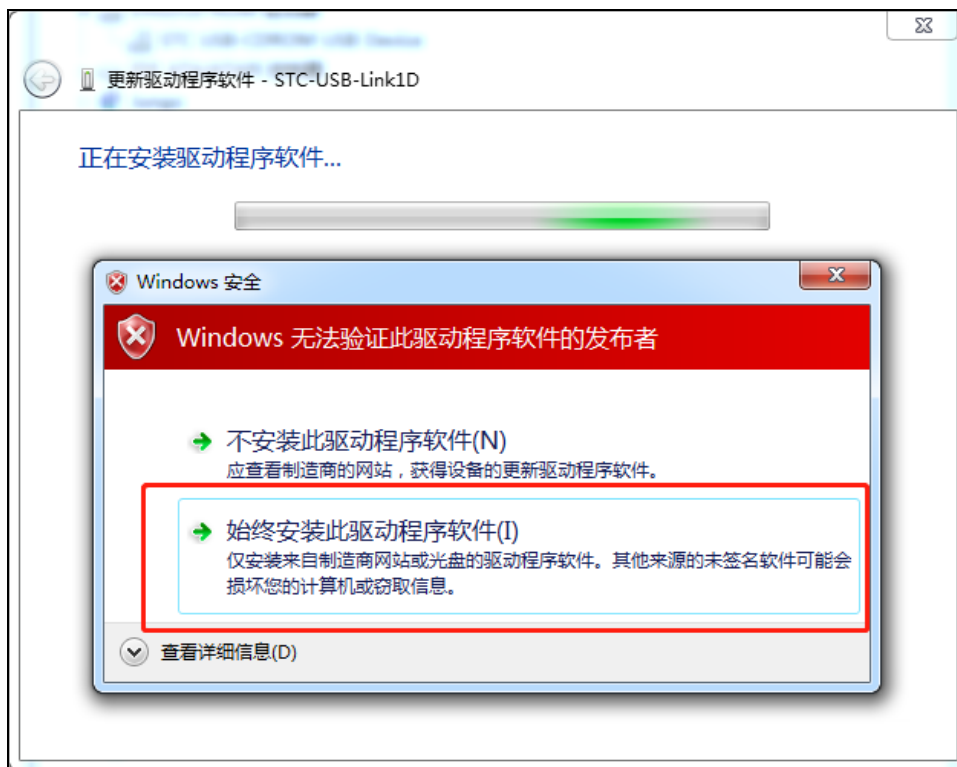 STC USB-CDROM USB Device
更新驱动程序软件 - STC-USB-Link1D
正在安装驱动程序软件...
Windows 安全
Windows 无法验证此驱动程序软件的发布者
不安装此驱动程序软件(N)
应查看制造商的网站，获得设备的更新驱动程序软件。
始终安装此驱动程序软件(I)
仅安装来自制造商网站或光盘的驱动程序软件。其他来源的未签名软件可能会
损坏您的计算机或窃取信息。
查看详细信息(D)